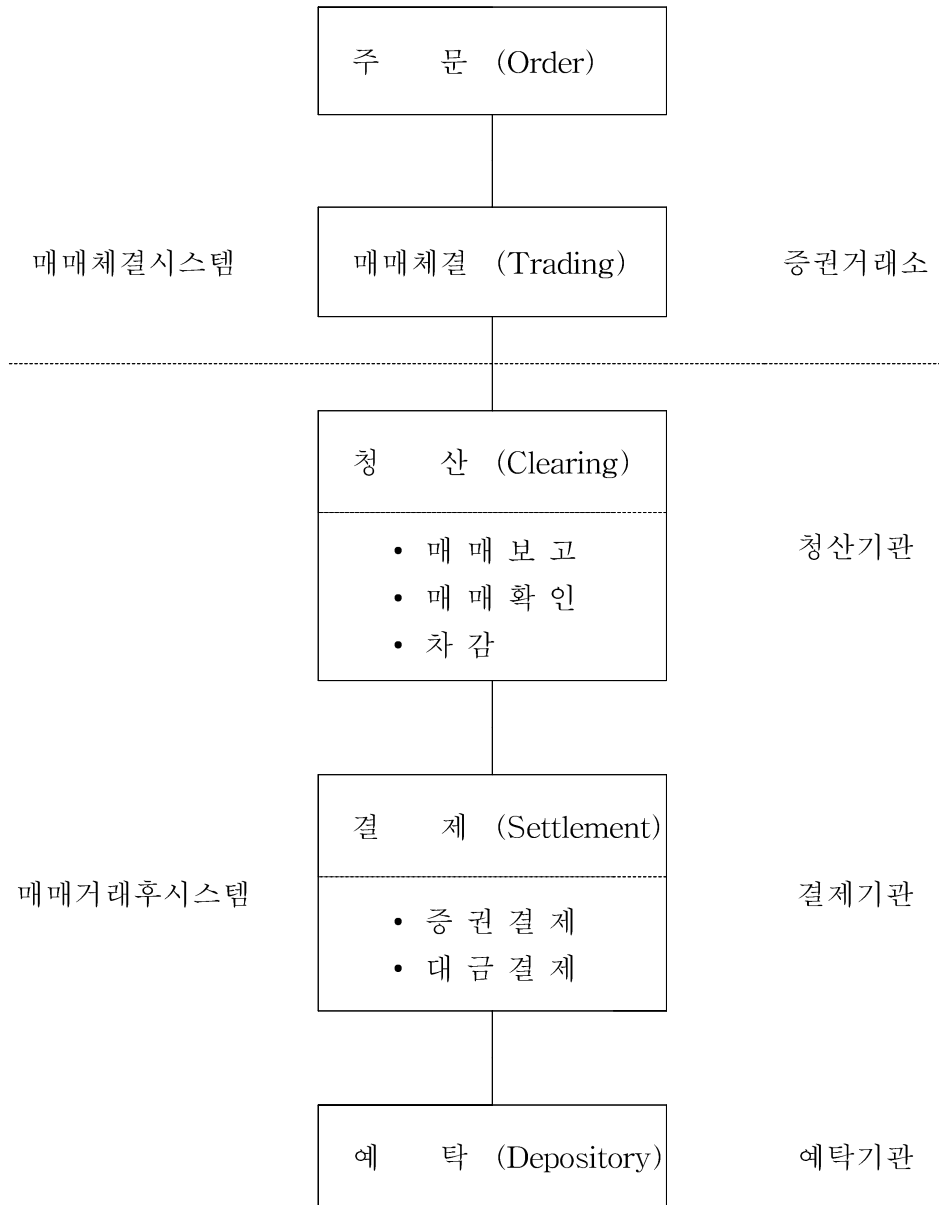 주 문 (Order)
매매체결시스템 매매체결 (Trading) 증권거래소
청 산 (Clearing)
• 매 매 보 고
청산기관
• 매 매 확 인
• 차 감
결 제 (Settlement)
매매거래후시스템
결제기관
• 증 권 결 제
• 대 금 결 제
예 탁 (Depository) 예탁기관